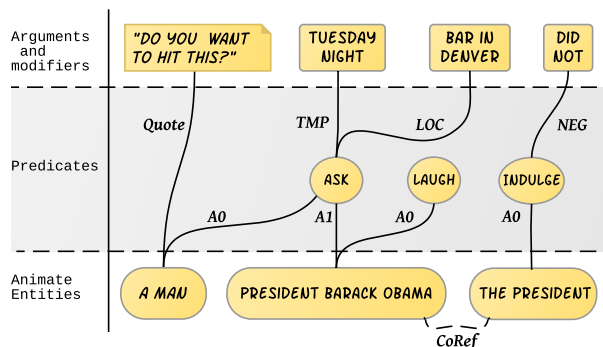 Arguments
and
modifiers
"DO YOU WANT
TO HIT THIS?"
TUESDAY
NIGHT
BAR IN
DENVER
DID
NOT
Quote
TMP
LOC
NEG
Predicates
ASK
LAUGH
INDULGE
A0
A1
A0
A0
Animate
Entities
A MAN
PRESIDENT BARACK OBAMA
THE PRESIDENT
CoRef